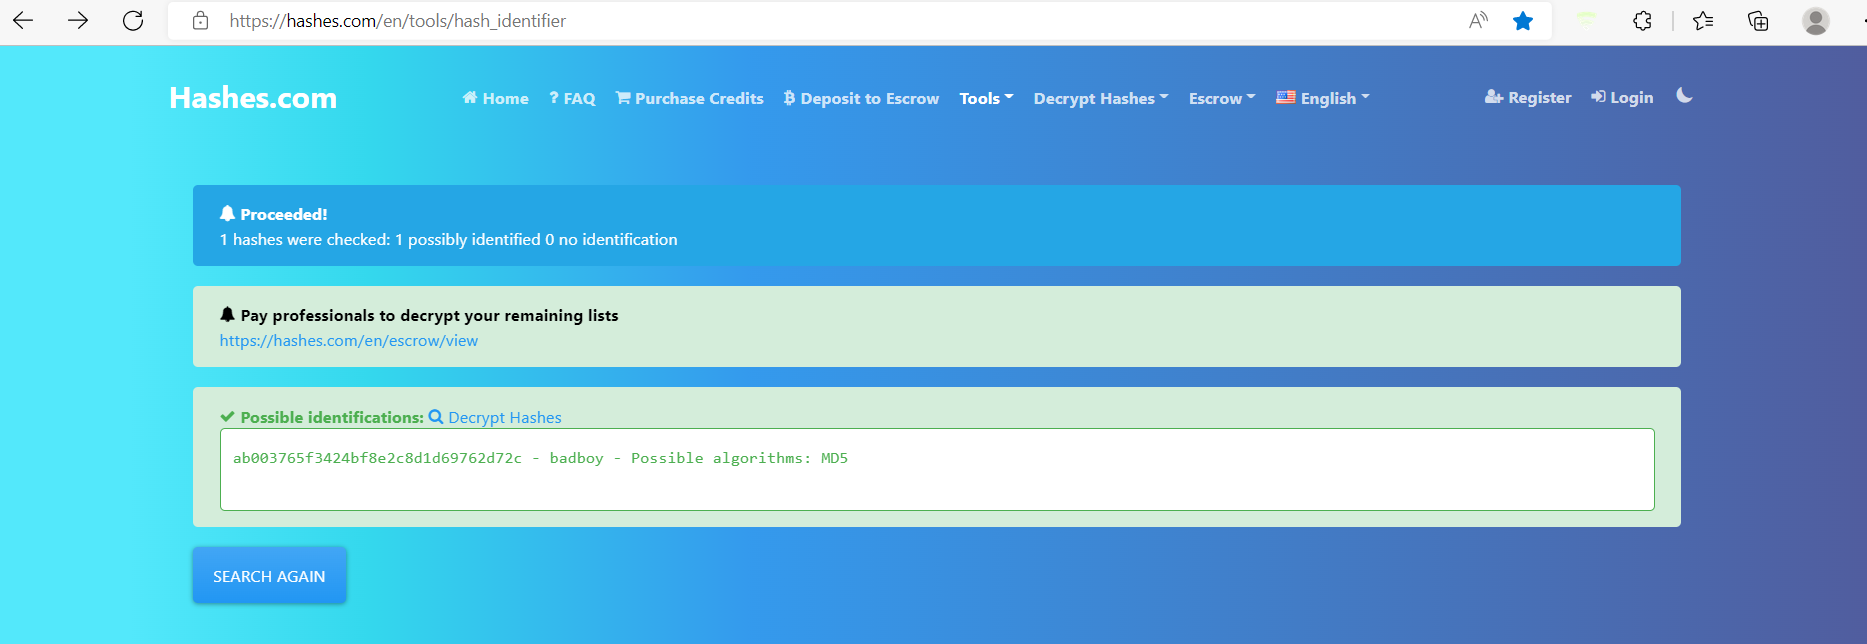 https://hashes.com/en/tools/hash_identifier
Hashes.com Home ? FAQ Purchase Credits Deposit to Escrow Tools Decrypt Hashes Escrow English Register Login
Proceeded!
1 hashes were checked: 1 possibly identified 0 no identification
Pay professionals to decrypt your remaining lists
https://hashes.com/en/escrow/view
Possible identifications: Decrypt Hashes
ab003765f3424bf8e2c8d1d69762d72c - badboy - Possible algorithms: MD5
SEARCH AGAIN